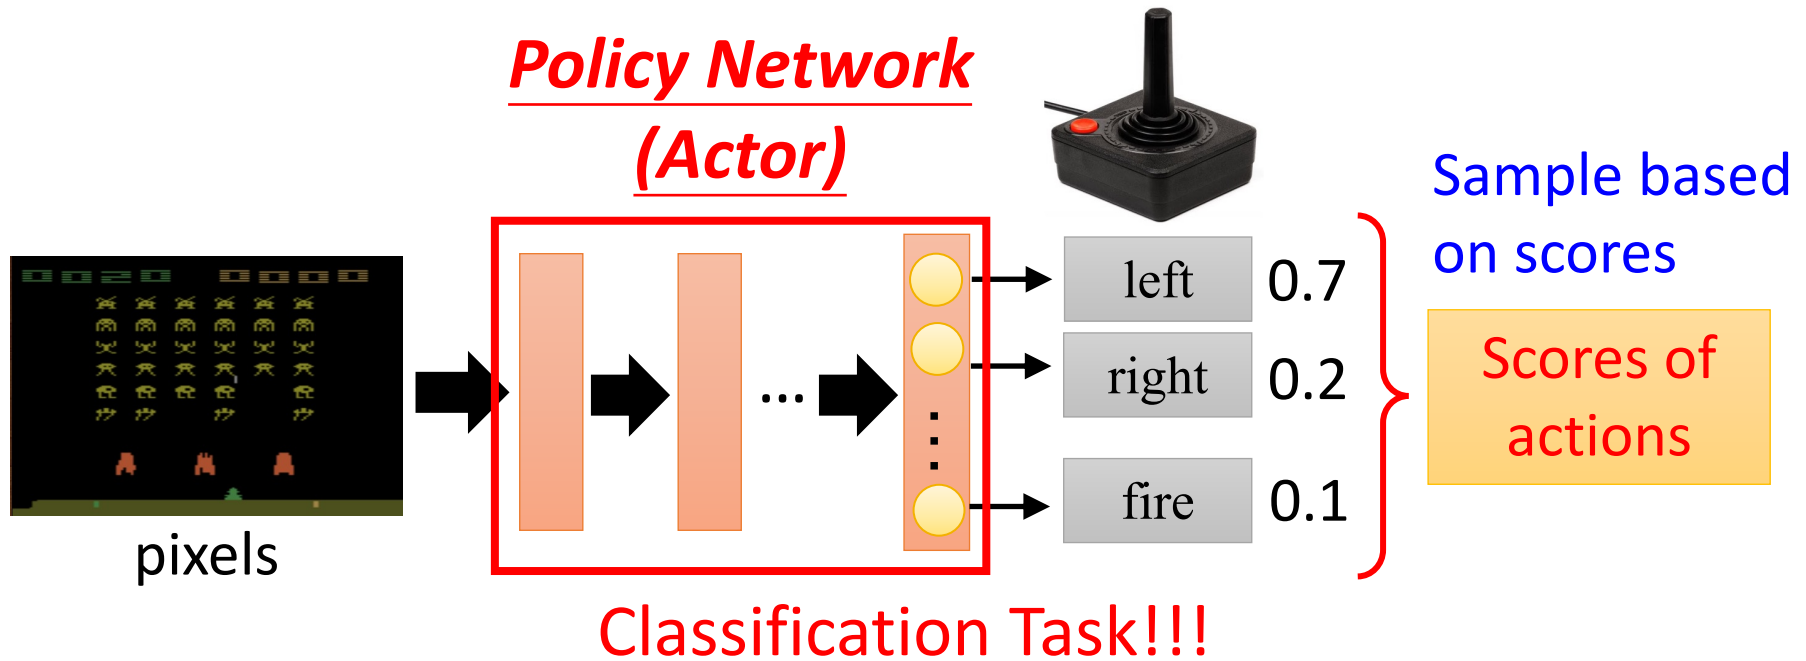 Policy Network
(Actor)
Sample based
on scores
left 0.7
right 0.2
fire 0.1
...
Scores of
actions
pixels
Classification Task!!!